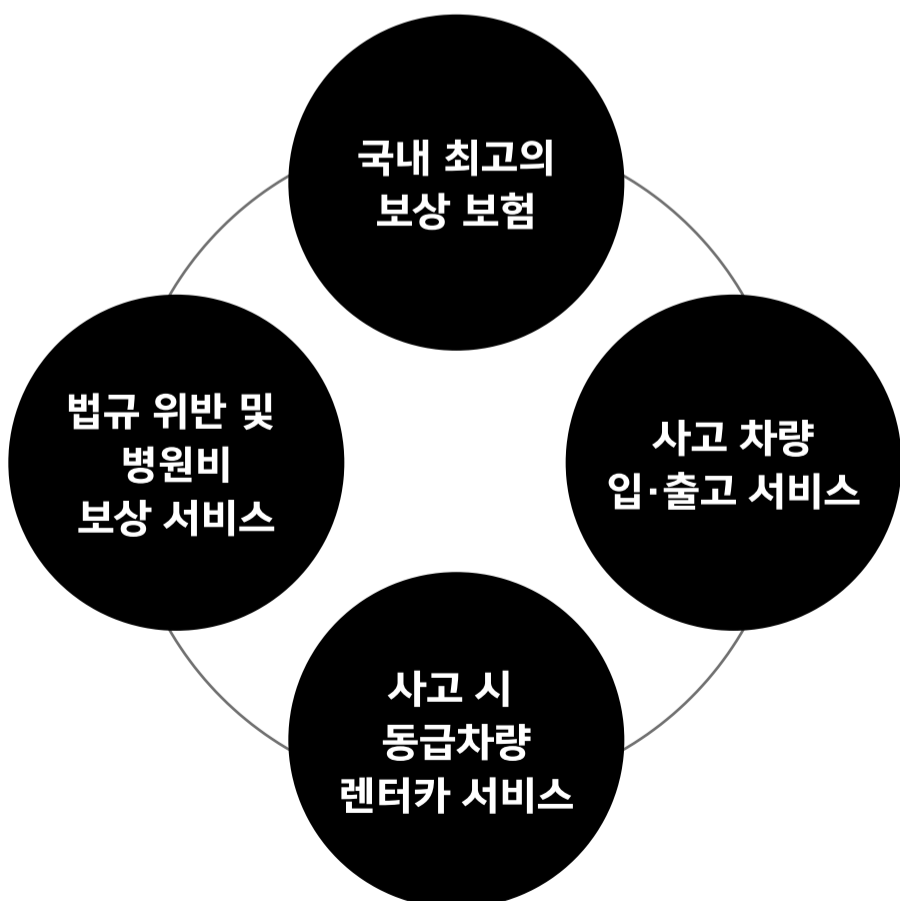 국내 최고의
보상 보험
법규 위반 및
병원비
보상 서비스
사고 차량
입·출고 서비스
사고 시
동급차량
렌터카 서비스